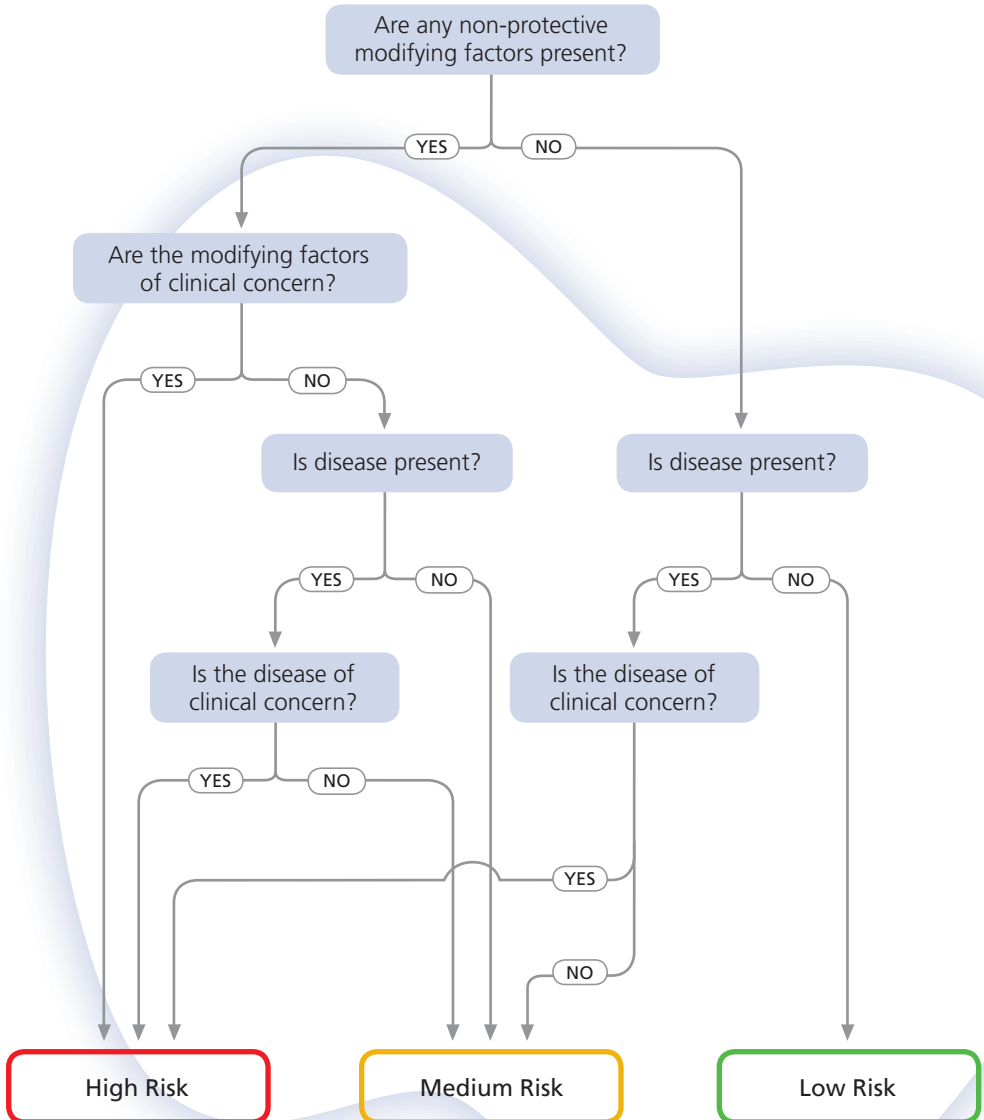 Are any non-protective
modifying factors present?
YES
NO
Are the modifying factors
of clinical concern?
YES
NO
Is disease present?
Is disease present?
YES
NO
YES
NO
Is the disease of
clinical concern?
Is the disease of
clinical concern?
YES
NO
YES
NO
High Risk
Medium Risk
Low Risk